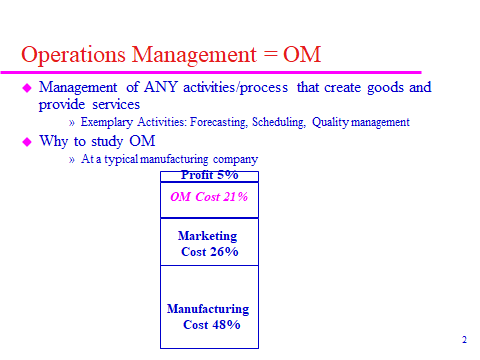 Operations Management = OM
Management of ANY activities/process that create goods and
provide services
» Exemplary Activities: Forecasting, Scheduling, Quality management
Why to study OM
» At a typical manufacturing company
Profit 5%
OM Cost 21%
Marketing
Cost 26%
Manufacturing
Cost 48%
2